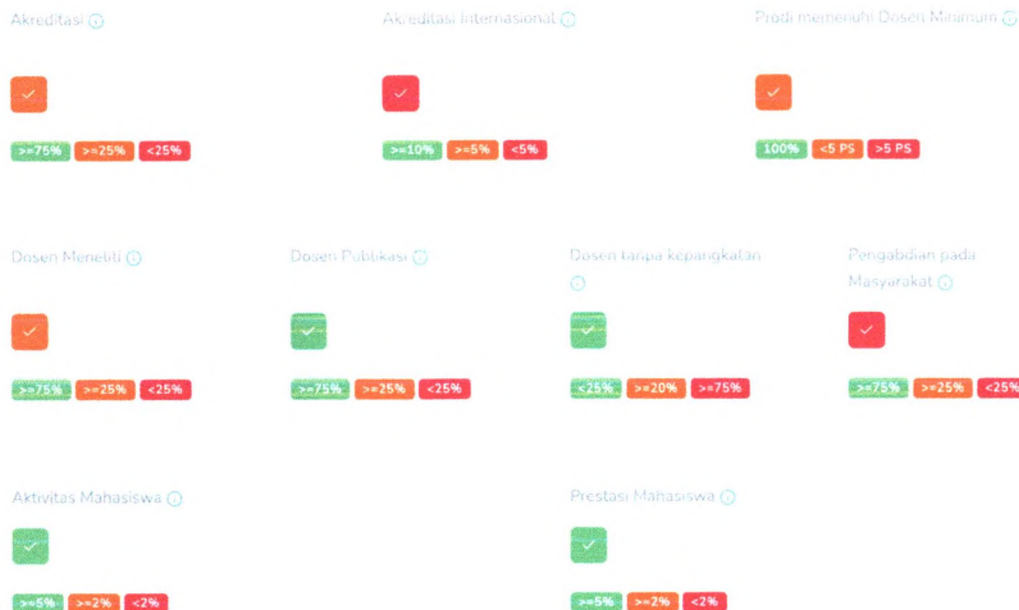 Akreditasi
Akreditasi Internasional
Prodi memenuhi Dosen Minimum
>=75% >=25% <25%
>=10% >=5% <5%
100% <5 PS >5 PS
Dosen Meneliti
Dosen Publikasi
Dosen tanpa kepangkatan
Pengabdian pada
Masyarakat
>=75% >=25% <25%
>=75% >=25% <25%
<25% >=20% >=75%
>=75% >=25% <25%
Aktivitas Mahasiswa
Prestasi Mahasiswa
>=5% >=2% <2%
>=5% >=2% <2%